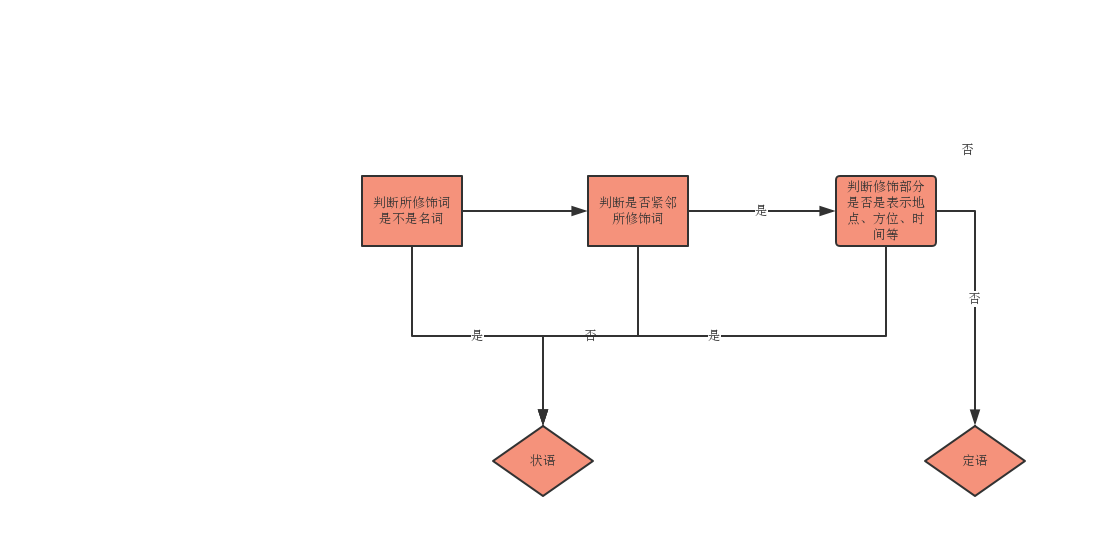 否
判断所修饰词
是不是名词
判断是否紧邻
所修饰词
是
判断修饰部分
是否是表示地
点、方位、时
间等
否
是
否
是
状语
定语